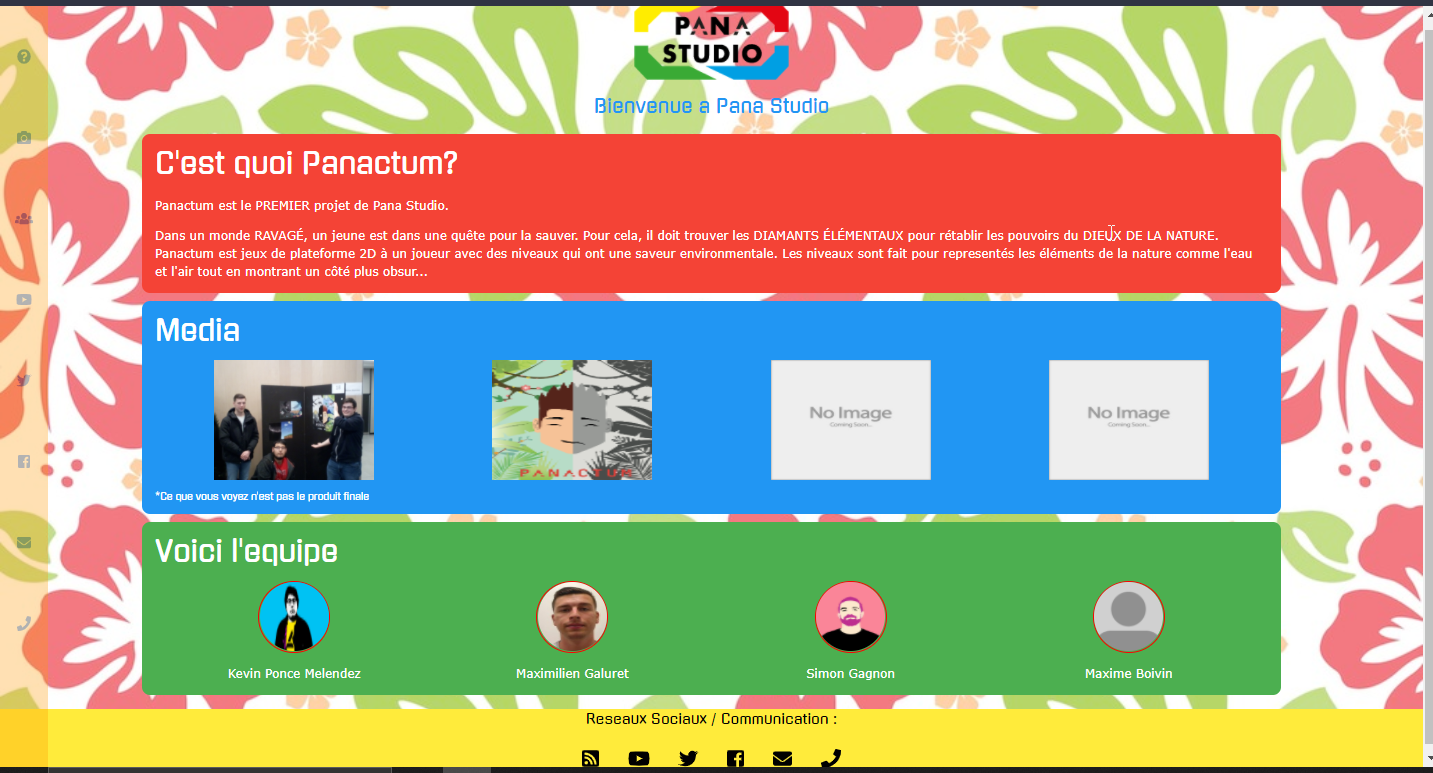 PANA
STUDIO
Bienvenue a Pana Studio
C'est quoi Panactum?
Panactum est le PREMIER projet de Pana Studio.
Dans un monde RAVAGÉ, un jeune est dans une quête pour la sauver. Pour cela, il doit trouver les DIAMANTS ÉLÉMENTAUX pour rétablir les pouvoirs du DIEUX DE LA NATURE.
Panactum est jeux de plateforme 2D à un joueur avec des niveaux qui ont une saveur environmentale. Les niveaux sont fait pour representés les éléments de la nature comme l'eau
et l'air tout en montrant un côté plus obsur...
Media
PANACTUM
No Image
Coming Soon...
No Image
Coming Soon...
*Ce que vous voyez n'est pas le produit finale
Voici l'equipe
Kevin Ponce Melendez
Maximilien Galuret
Simon Gagnon
Maxime Boivin
Reseaux Sociaux / Communication :